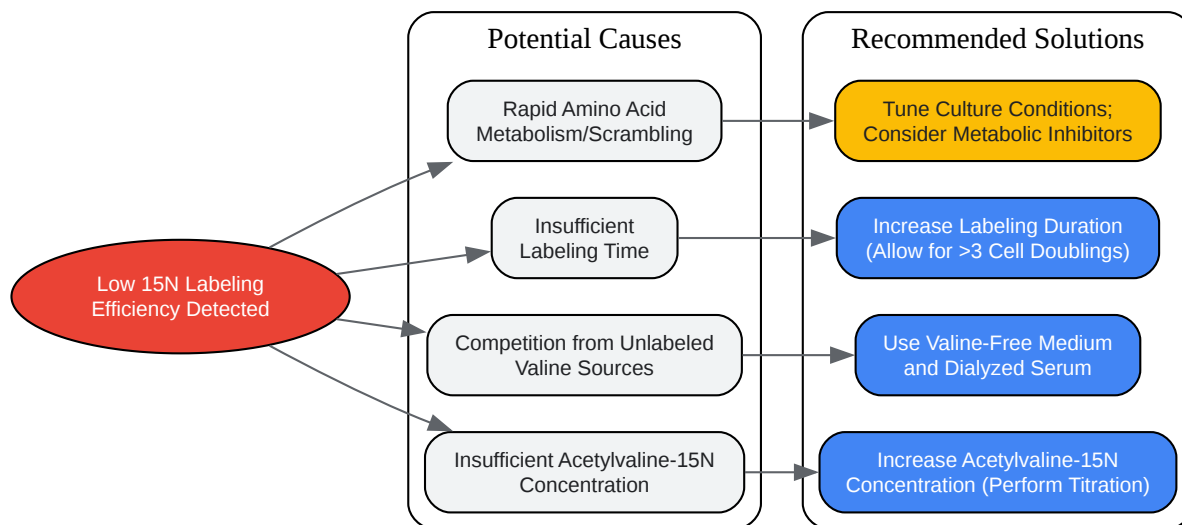 Potential Causes
Recommended Solutions
Rapid Amino Acid
Metabolism/Scrambling
Tune Culture Conditions;
Consider Metabolic Inhibitors
Insufficient
Labeling Time
Increase Labeling Duration
(Allow for >3 Cell Doublings)
Low 15N Labeling
Efficiency Detected
Competition from Unlabeled
Valine Sources
Use Valine-Free Medium
and Dialyzed Serum
Insufficient Acetylvaline-15N
Concentration
Increase Acetylvaline-15N
Concentration (Perform Titration)